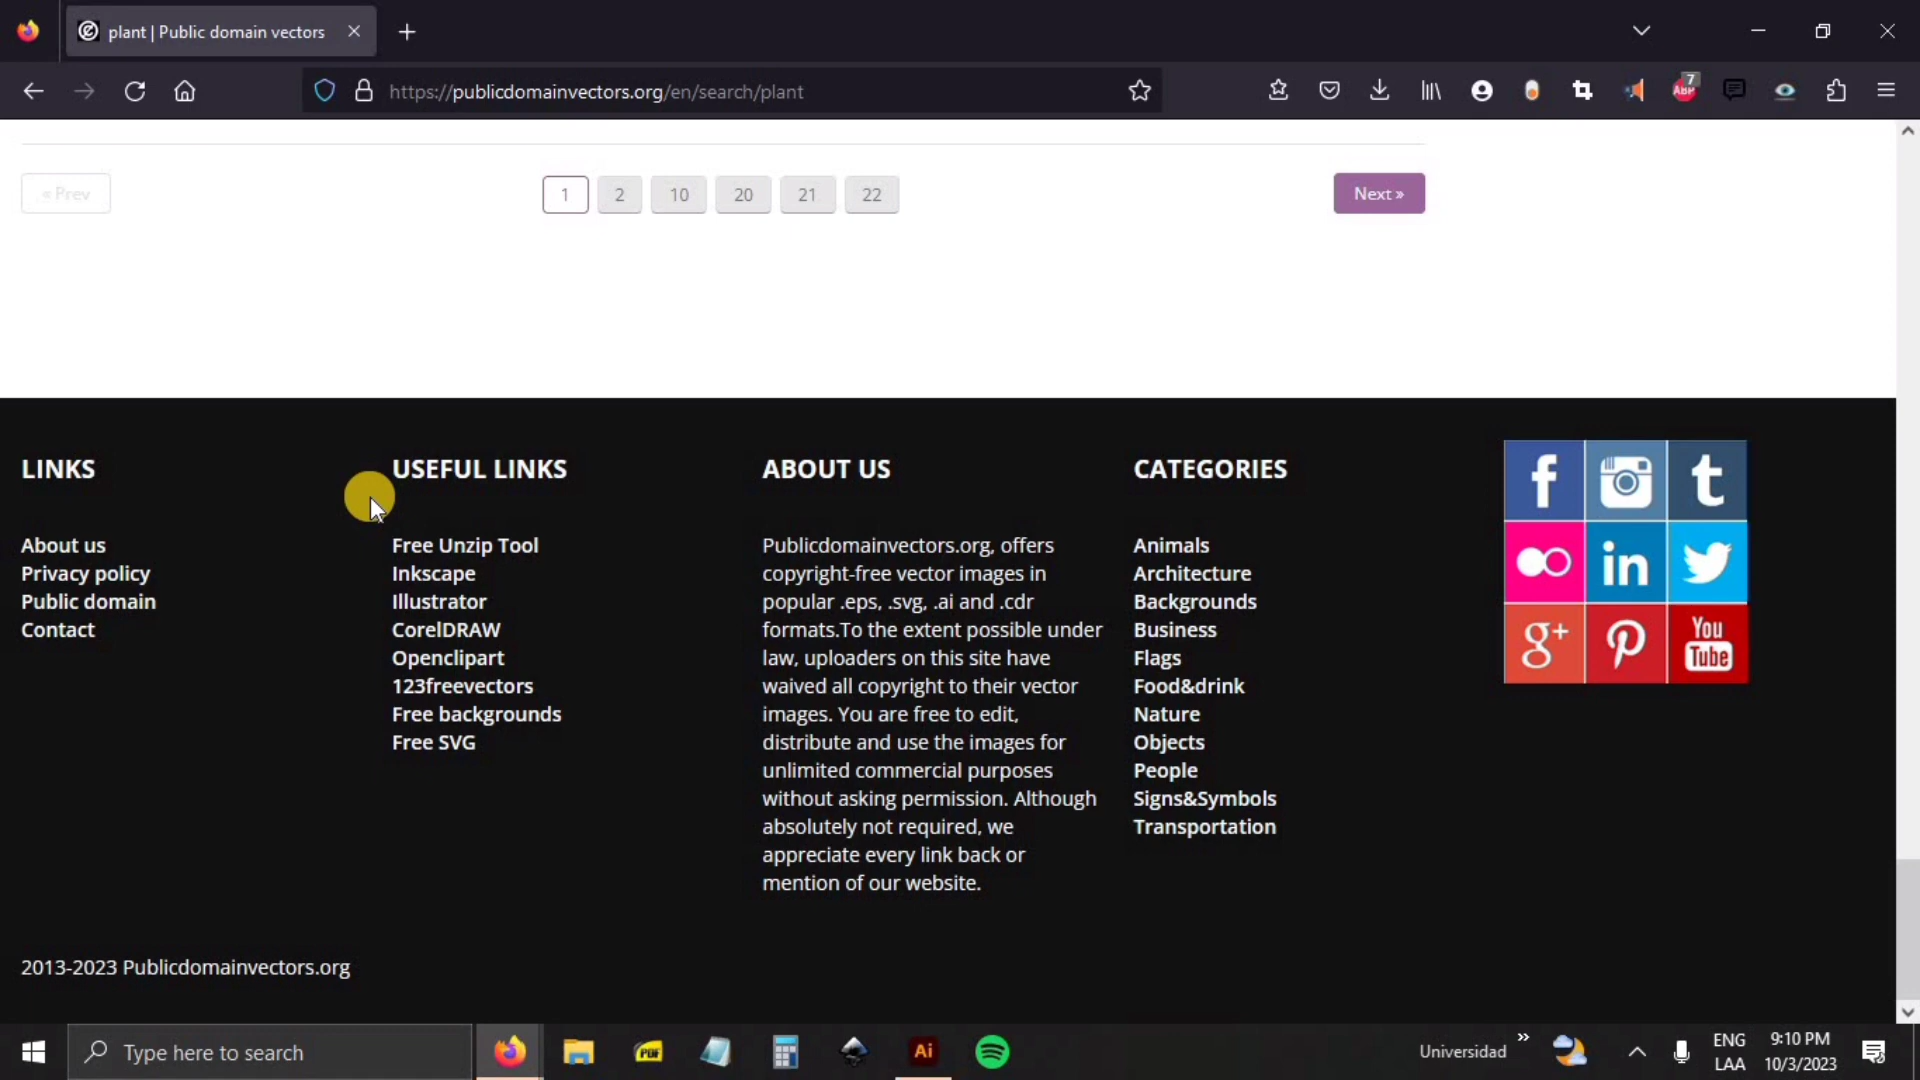 plant | Public domain vectors
https://publicdomainvectors.org/en/search/plant
7
ABP
« Prev
1
2
10
20
21
22
Next »
LINKS
About us
Privacy policy
Public domain
Contact
USEFUL LINKS
Free Unzip Tool
Inkscape
Illustrator
CorelDRAW
Openclipart
123freevectors
Free backgrounds
Free SVG
ABOUT US
Publicdomainvectors.org, offers
copyright-free vector images in
popular .eps, .svg, .ai and .cdr
formats.To the extent possible under
law, uploaders on this site have
waived all copyright to their vector
images. You are free to edit,
distribute and use the images for
unlimited commercial purposes
without asking permission. Although
absolutely not required, we
appreciate every link back or
mention of our website.
CATEGORIES
Animals
Architecture
Backgrounds
Business
Flags
Food&drink
Nature
Objects
People
Signs&Symbols
Transportation
f
t
in
g+
You
Tube
2013-2023 Publicdomainvectors.org
Type here to search
PDF
Ai
Universidad
»
ENG
LAA
9:10 PM
10/3/2023